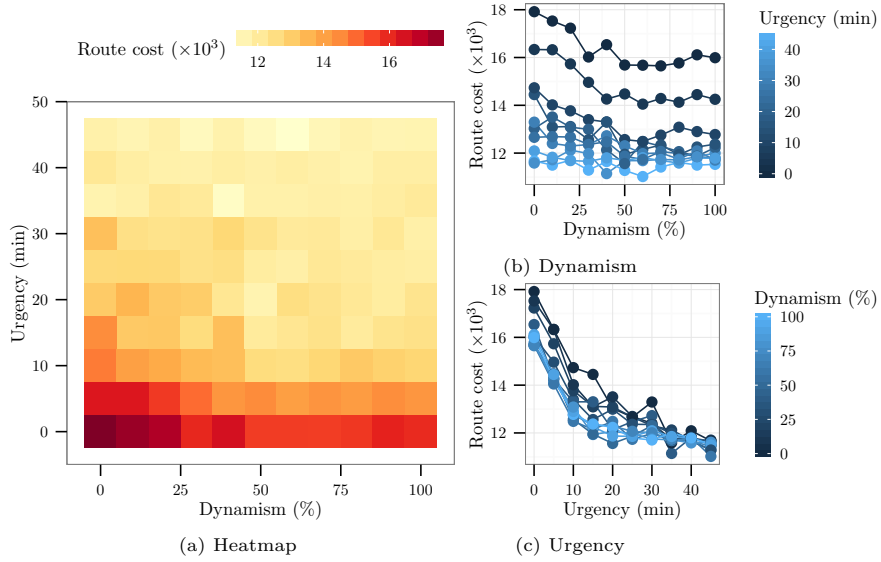 Route cost (×10³)
12 14 16
50
40
30
20
10
0
Urgency (min)
0 25 50 75 100
Dynamism (%)
(a) Heatmap
18
16
14
12
Route cost (×10³)
0 25 50 75 100
Dynamism (%)
Urgency (min)
40
30
20
10
0
(b) Dynamism
18
16
14
12
Route cost (×10³)
0 10 20 30 40
Urgency (min)
Dynamism (%)
100
75
50
25
0
(c) Urgency